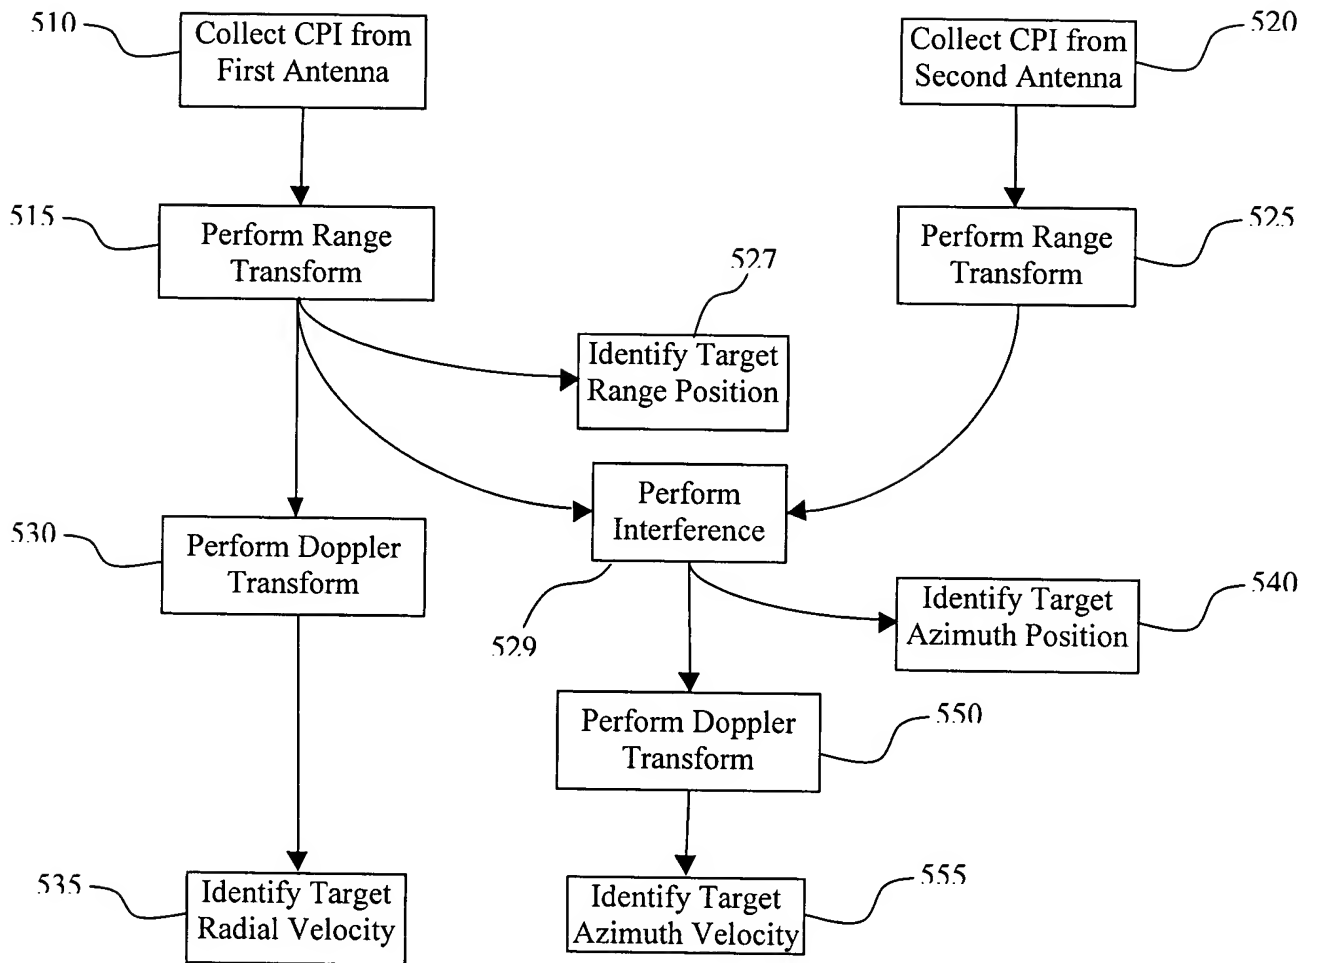 510
Collect CPI from
First Antenna
520
Collect CPI from
Second Antenna
515
Perform Range
Transform
525
Perform Range
Transform
527
Identify Target
Range Position
Perform
Interference
529
530
Perform Doppler
Transform
540
Identify Target
Azimuth Position
550
Perform Doppler
Transform
535
Identify Target
Radial Velocity
555
Identify Target
Azimuth Velocity